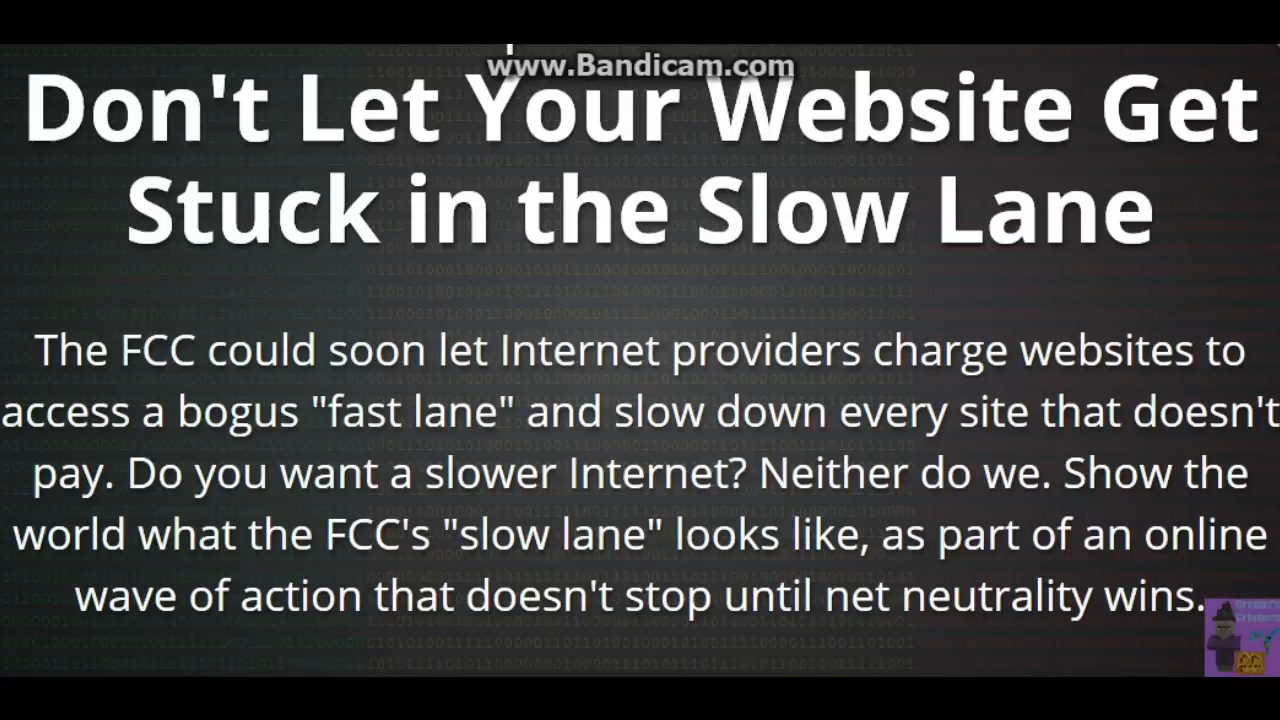 www.Bandicam.com
Don't Let Your Website Get
Stuck in the Slow Lane
The FCC could soon let Internet providers charge websites to
access a bogus "fast lane" and slow down every site that doesn't
pay. Do you want a slower Internet? Neither do we. Show the
world what the FCC's "slow lane" looks like, as part of an online
wave of action that doesn't stop until net neutrality wins.